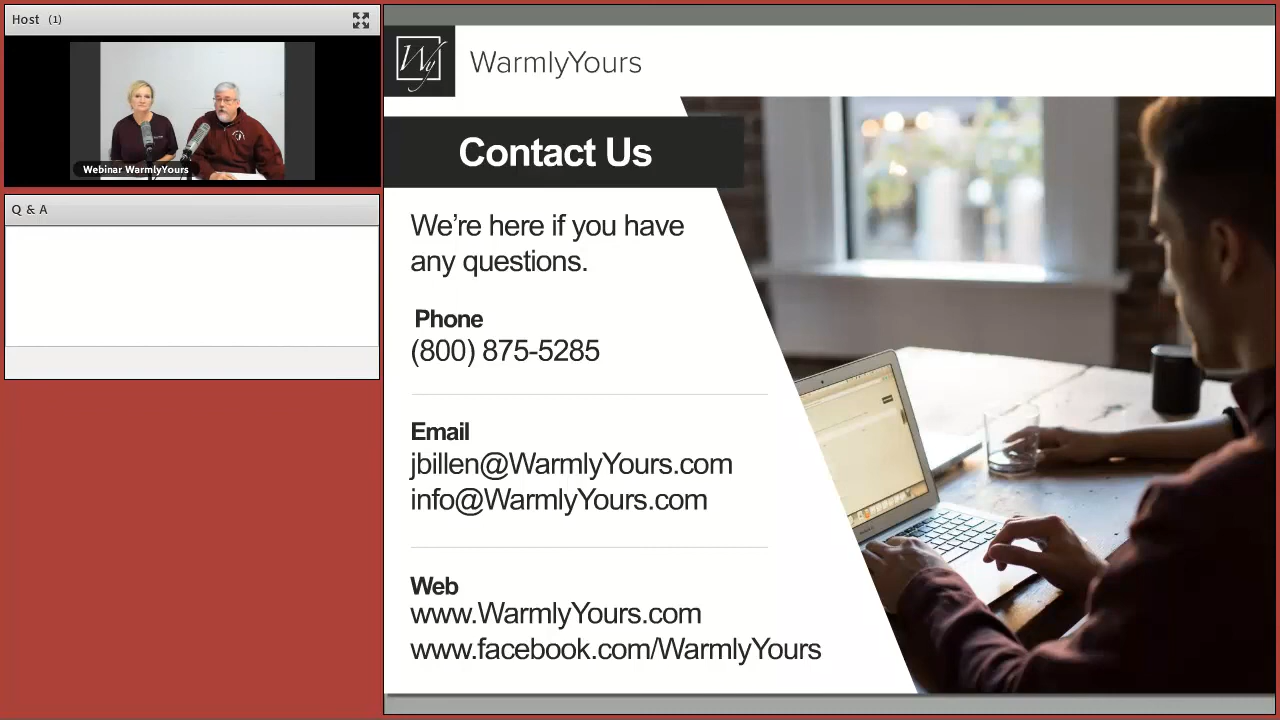 Host (1)
Webinar WarmlyYours
Q & A
Wy
WarmlyYours
Contact Us
We’re here if you have
any questions.
Phone
(800) 875-5285
Email
jbillen@WarmlyYours.com
info@WarmlyYours.com
Web
www.WarmlyYours.com
www.facebook.com/WarmlyYours